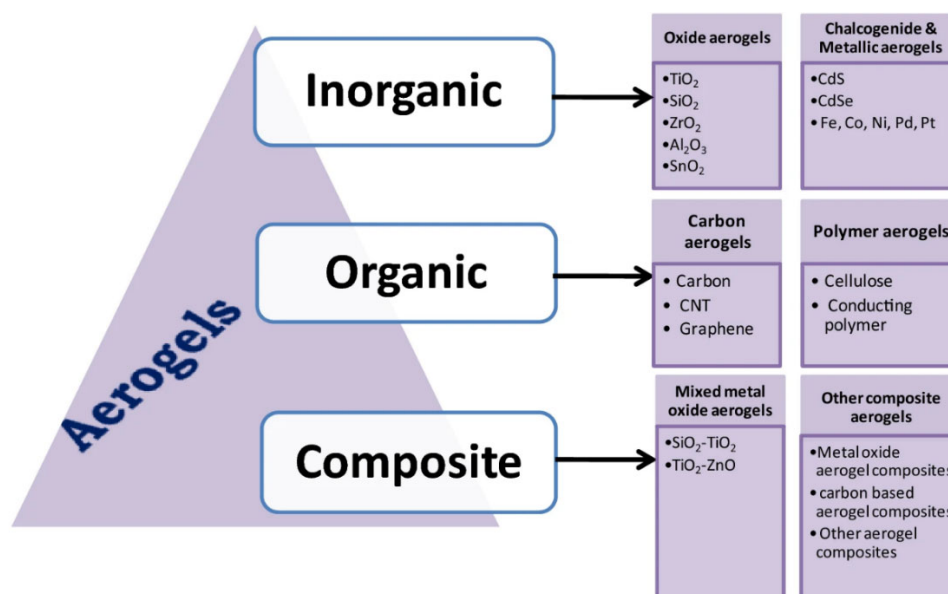 Aerogels
Inorganic
Oxide aerogels
•TiO₂
•SiO₂
•ZrO₂
•Al₂O₃
•SnO₂
Chalcogenide &
Metallic aerogels
•CdS
•CdSe
•Fe, Co, Ni, Pd, Pt
Organic
Carbon
aerogels
• Carbon
• CNT
• Graphene
Polymer aerogels
• Cellulose
• Conducting
polymer
Composite
Mixed metal
oxide aerogels
•SiO₂-TiO₂
•TiO₂-ZnO
Other composite
aerogels
•Metal oxide
aerogel composites
•carbon based
aerogel composites
• Other aerogel
composites